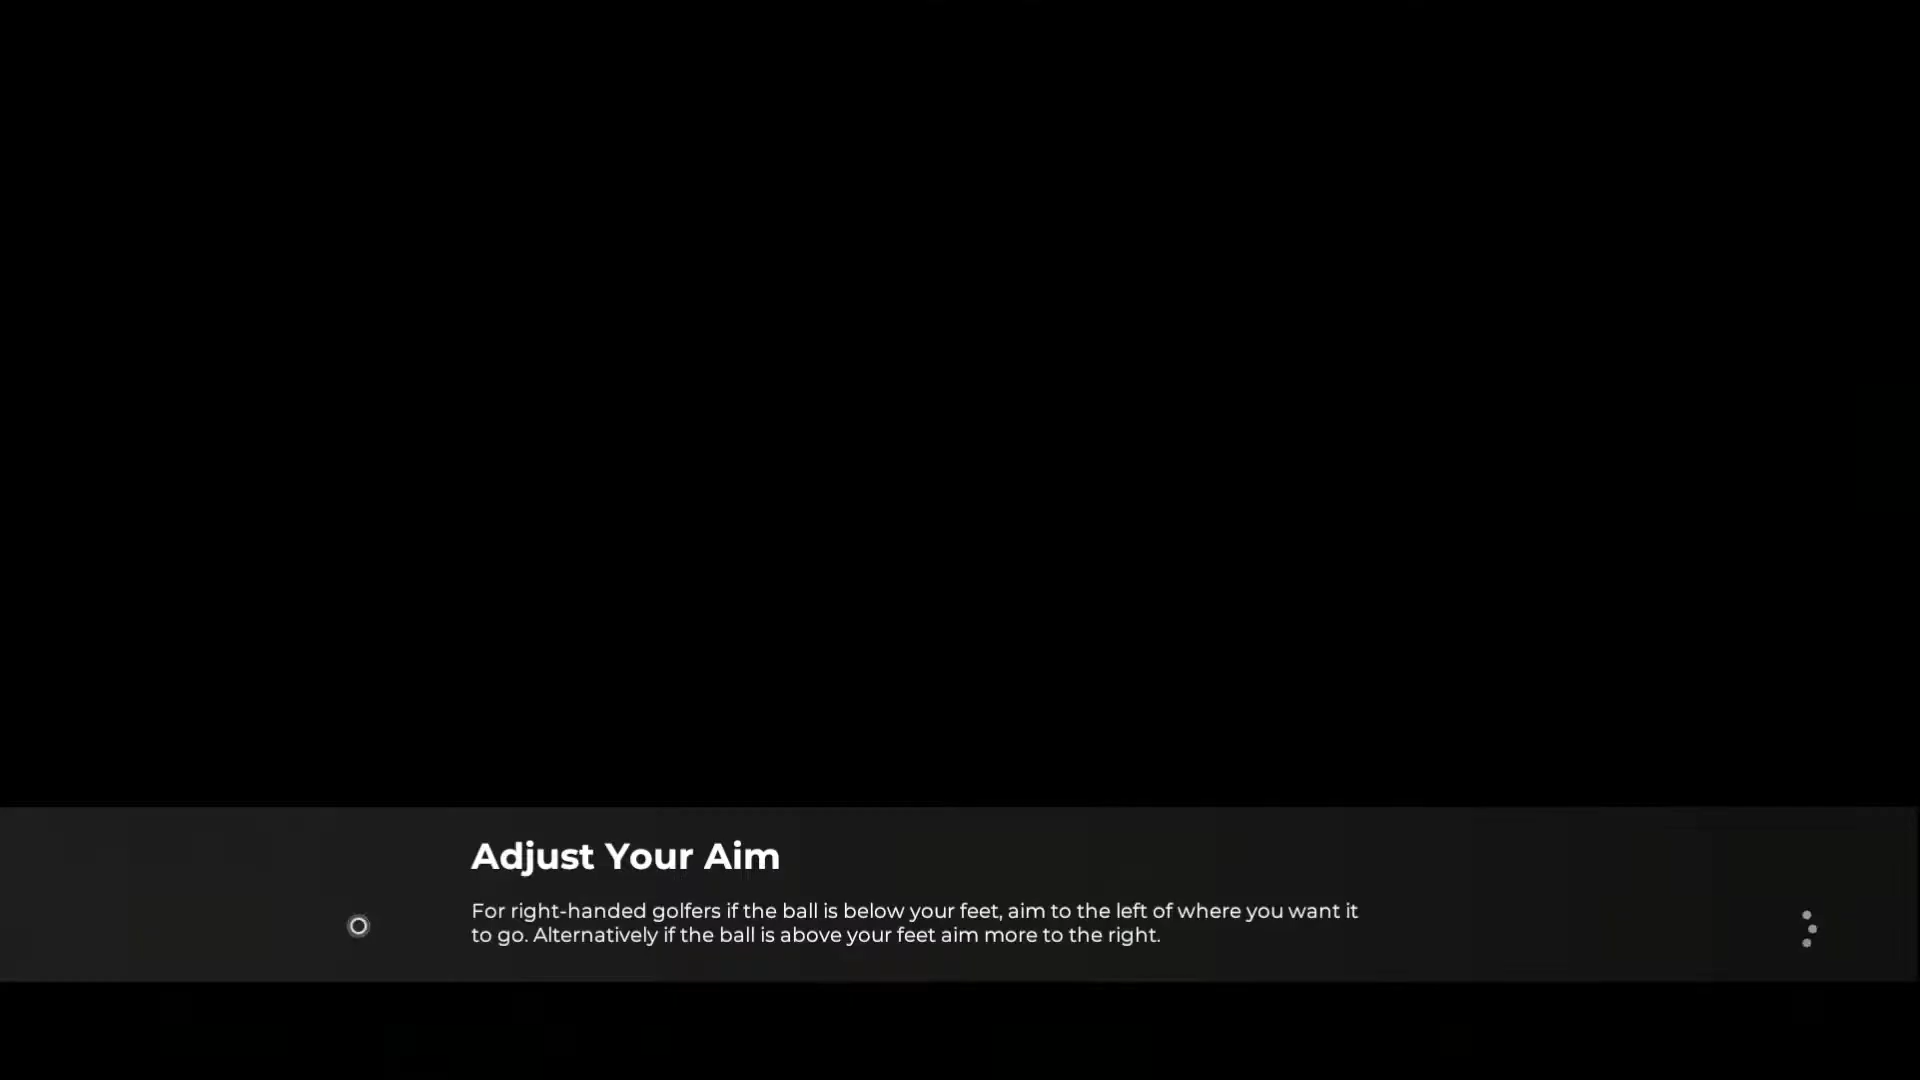 Adjust Your Aim
For right-handed golfers if the ball is below your feet, aim to the left of where you want it
to go. Alternatively if the ball is above your feet aim more to the right.